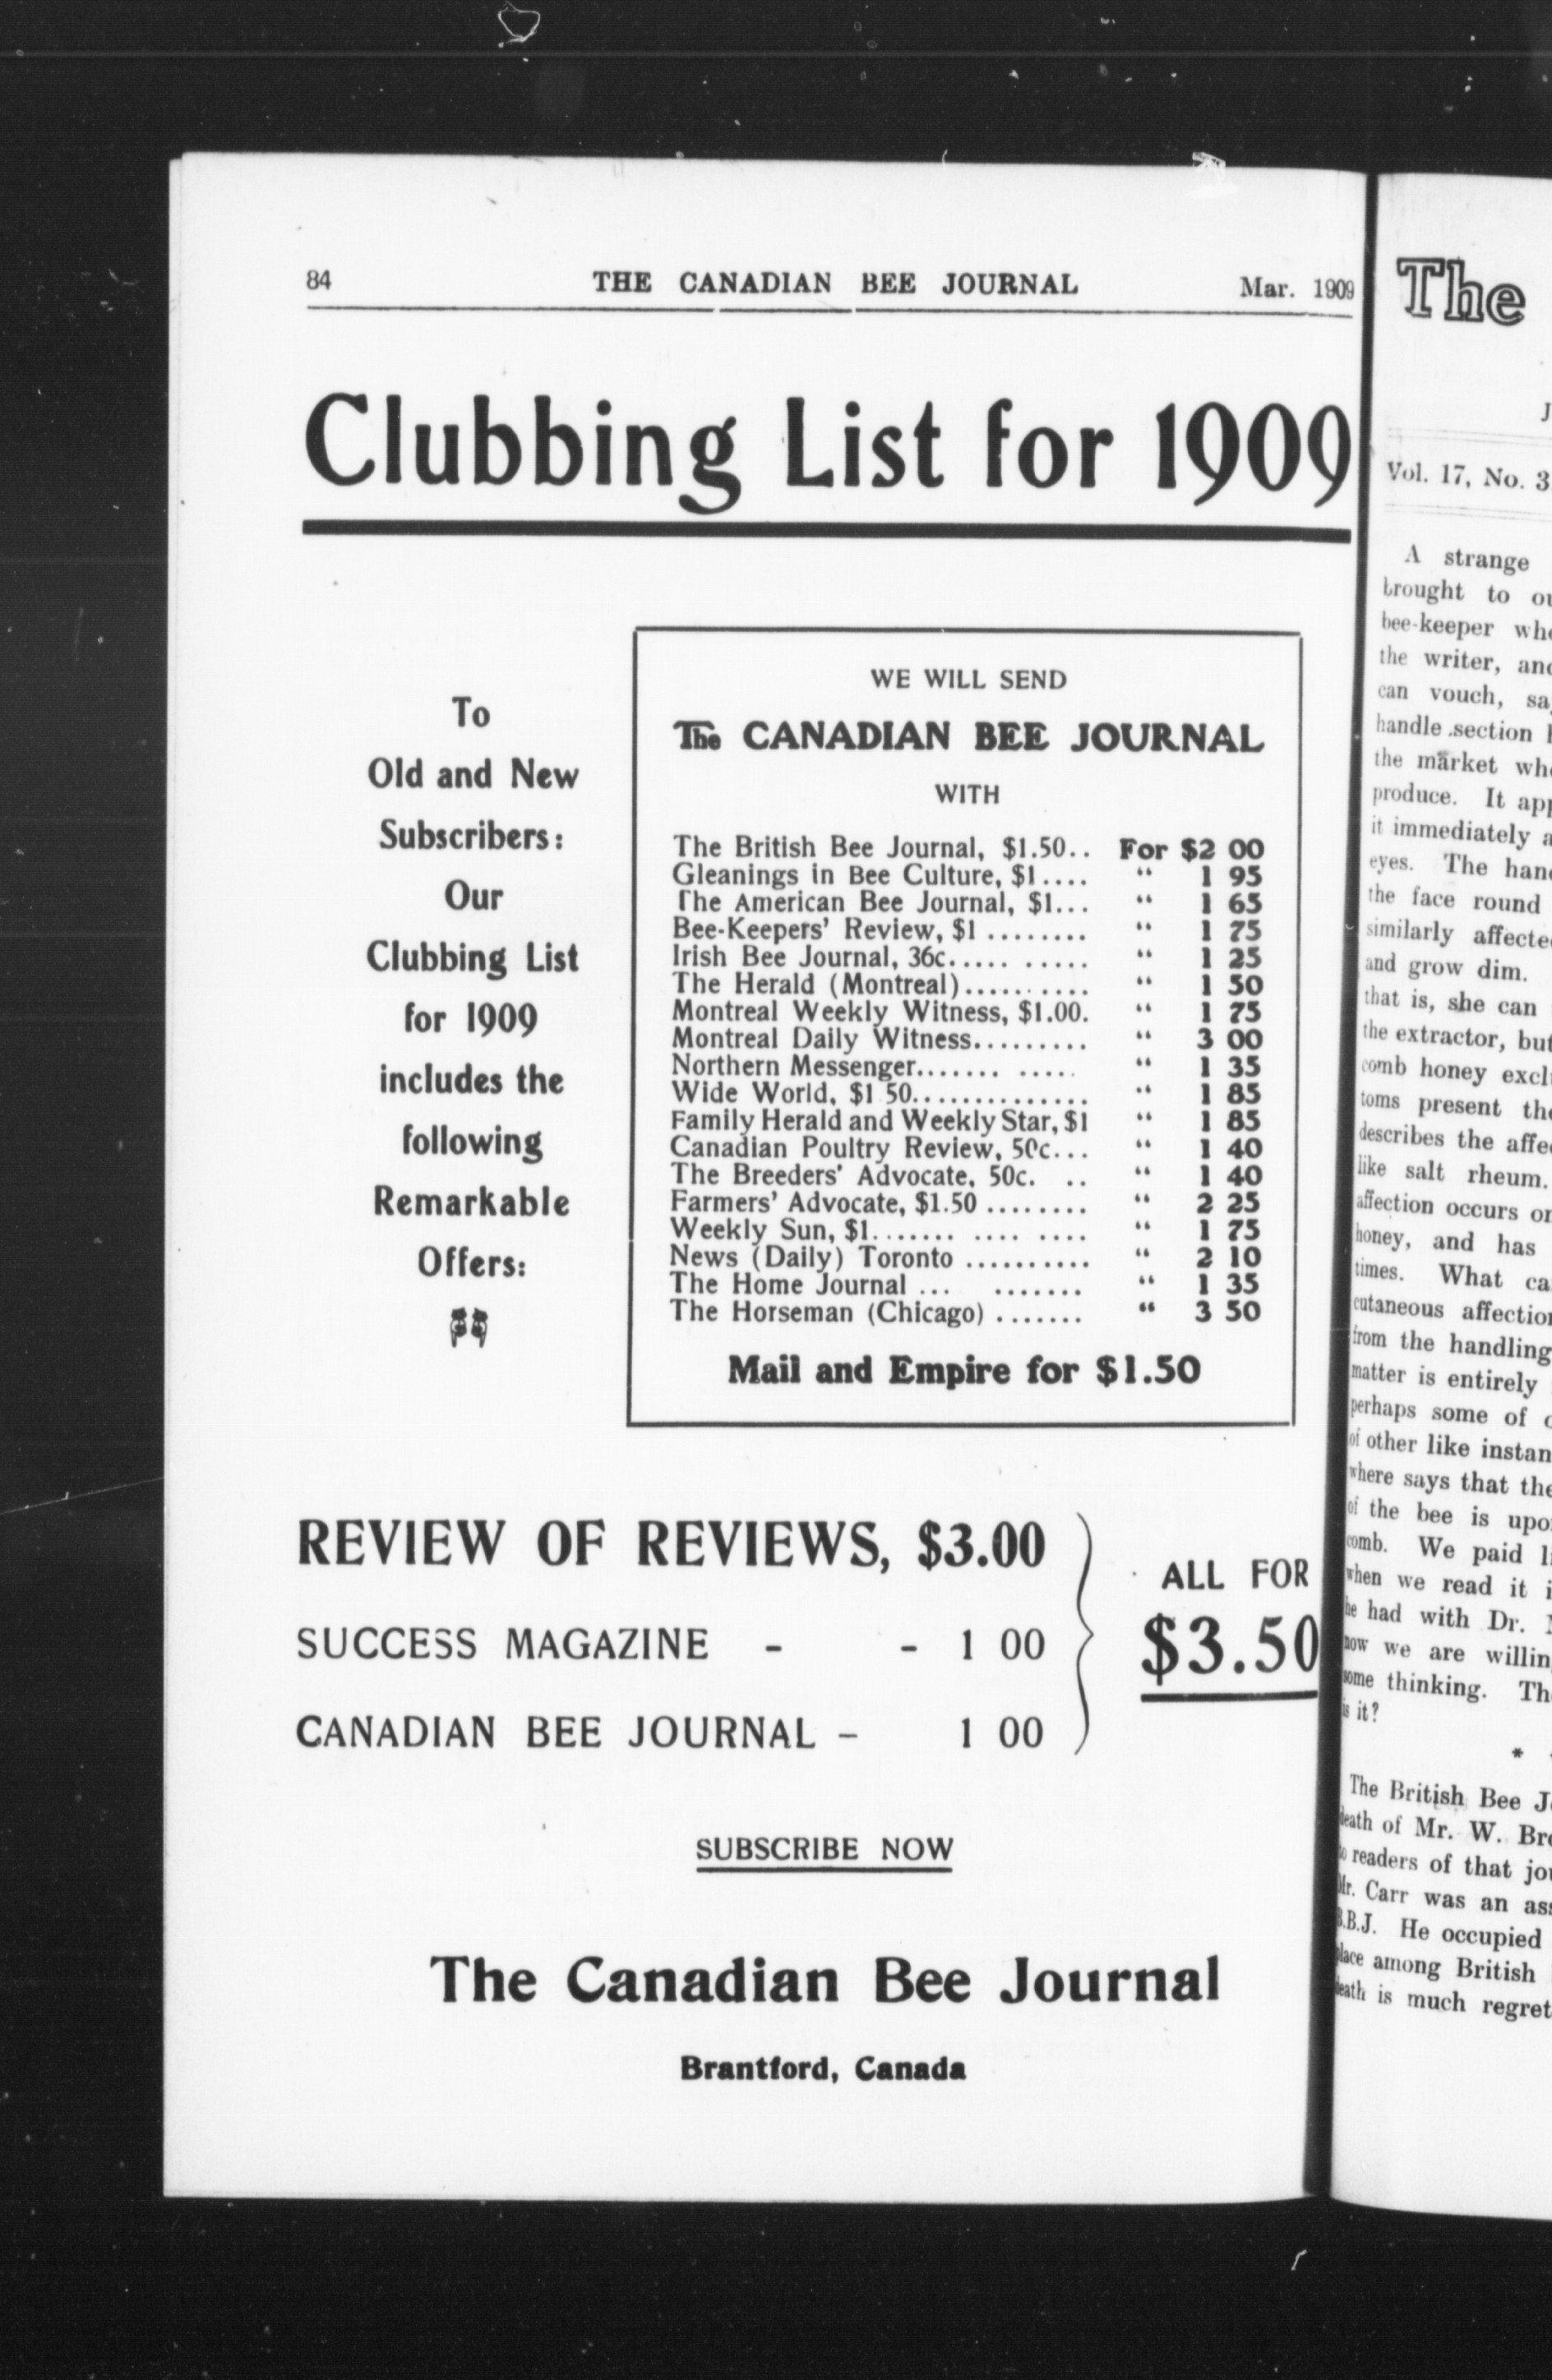 84 THE CANADIAN BEE JOURNAL Mar. 1909
Clubbing List for 1909
To
Old and New
Subscribers:
Our
Clubbing List
for 1909
includes the
following
Remarkable
Offers:
WE WILL SEND
The CANADIAN BEE JOURNAL
WITH
The British Bee Journal, $1.50.. For $2 00
Gleanings in Bee Culture, $1.... “ 1 95
The American Bee Journal, $1... “ 1 65
Bee-Keepers' Review, $1 ........ “ 1 75
Irish Bee Journal, 36c..... ..... “ 1 25
The Herald (Montreal).......... “ 1 50
Montreal Weekly Witness, $1.00. “ 1 75
Montreal Daily Witness......... “ 3 00
Northern Messenger....... ..... “ 1 35
Wide World, $1 50.............. “ 1 85
Family Herald and Weekly Star, $1 “ 1 85
Canadian Poultry Review, 50c... “ 1 40
The Breeders' Advocate, 50c. .. “ 1 40
Farmers' Advocate, $1.50 ........ “ 2 25
Weekly Sun, $1........ .... .... “ 1 75
News (Daily) Toronto .......... “ 2 10
The Home Journal ... ....... “ 1 35
The Horseman (Chicago) ....... “ 3 50
Mail and Empire for $1.50
REVIEW OF REVIEWS, $3.00
SUCCESS MAGAZINE - - 1 00
CANADIAN BEE JOURNAL - 1 00
ALL FOR
$3.50
SUBSCRIBE NOW
The Canadian Bee Journal
Brantford, Canada
The
J
Vol. 17, No. 3
A strange
brought to
bee-keeper
the writer,
can vouch,
handle section
the market
produce. It
it immediately
eyes. The
the face round
similarly
and grow dim.
that is, she can
the extractor, but
comb honey
toms present
describes the
like salt rheum.
affection occurs
honey, and has
times. What
cutaneous
from the handling
matter is entirely
perhaps some of
of other like
where says that
of the bee is
comb. We paid
when we read it
he had with Dr.
now we are
some thinking.
is it?
*
The British Bee
death of Mr. W.
to readers of that
Mr. Carr was an
B.B.J. He occupied
place among British
death is much